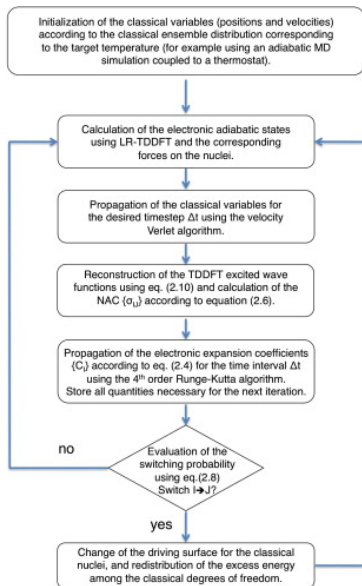 Initialization of the classical variables (positions and velocities)
according to the classical ensemble distribution corresponding
to the target temperature (for example using an adiabatic MD
simulation coupled to a thermostat).
Calculation of the electronic adiabatic states
using LR-TDDFT and the corresponding
forces on the nuclei.
Propagation of the classical variables for
the desired timestep Δt using the velocity
Verlet algorithm.
Reconstruction of the TDDFT excited wave
functions using eq. (2.10) and calculation of the
NAC {σIJ} according to equation (2.6).
Propagation of the electronic expansion coefficients
{CI} according to eq. (2.4) for the time interval Δt
using the 4th order Runge-Kutta algorithm.
Store all quantities necessary for the next iteration.
no
Evaluation of the
switching probability
using eq.(2.8)
Switch I➔J?
yes
Change of the driving surface for the classical
nuclei, and redistribution of the excess energy
among the classical degrees of freedom.